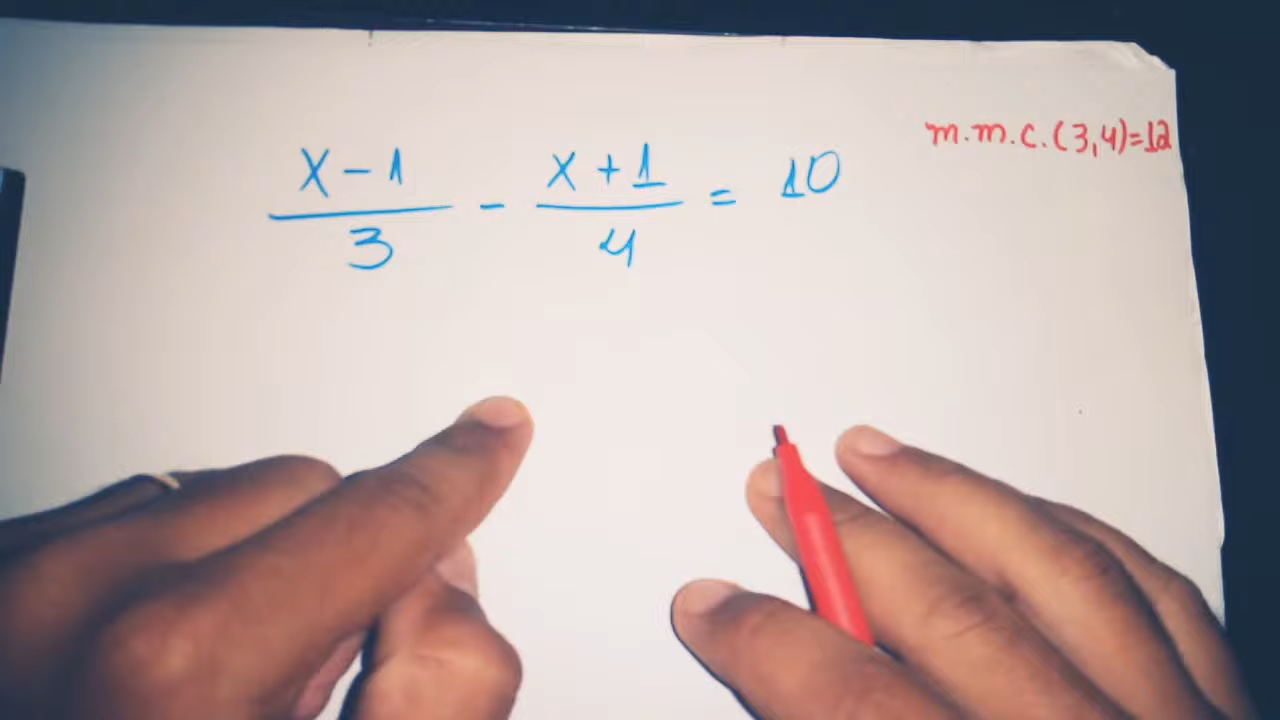 x - 1 / 3 - x + 1 / 4 = 10
m.m.c.(3,4)=12